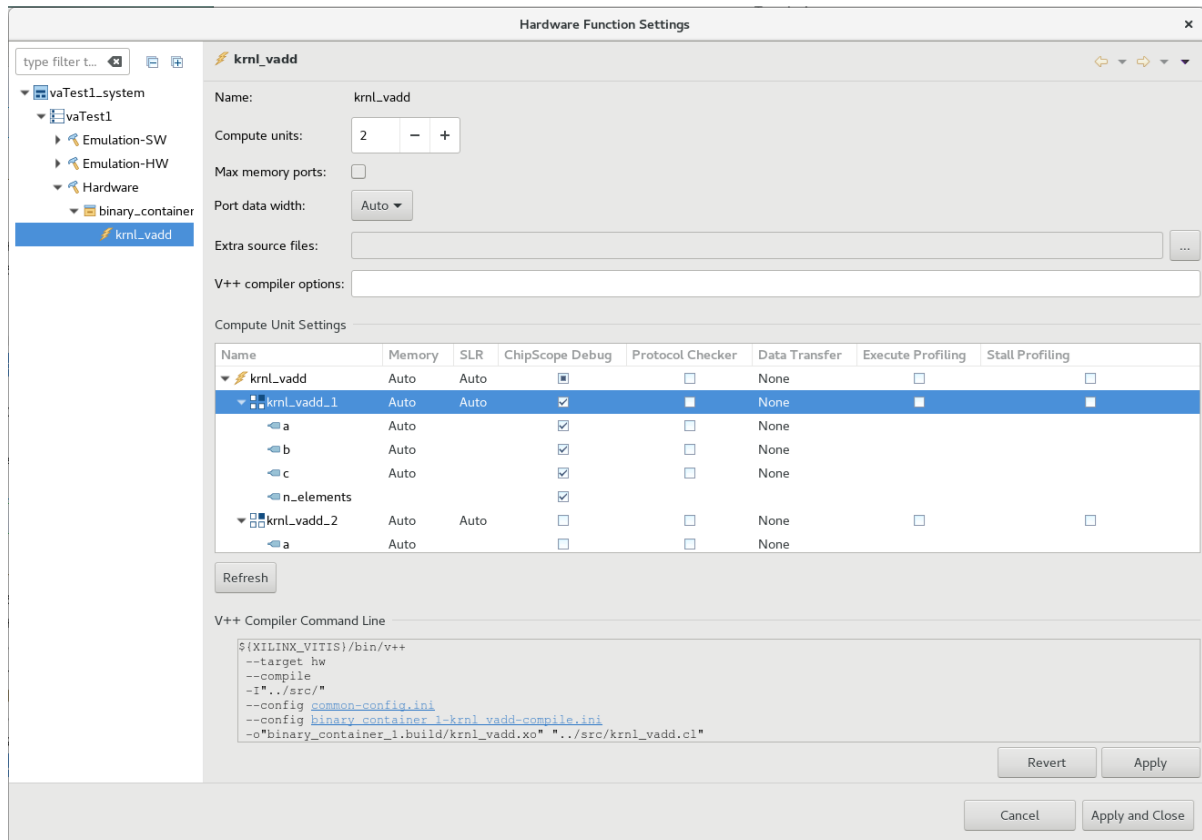 Hardware Function Settings
type filter t...
vaTest1_system
vaTest1
Emulation-SW
Emulation-HW
Hardware
binary_container
krnl_vadd
krnl_vadd
Name: krnl_vadd
Compute units: 2 − +
Max memory ports:
Port data width: Auto
Extra source files: ...
V++ compiler options:
Compute Unit Settings
Name Memory SLR ChipScope Debug Protocol Checker Data Transfer Execute Profiling Stall Profiling
krnl_vadd Auto Auto None
krnl_vadd_1 Auto Auto None
a Auto None
b Auto None
c Auto None
n_elements
krnl_vadd_2 Auto Auto None
a Auto None
Refresh
V++ Compiler Command Line
${XILINX_VITIS}/bin/v++
--target hw
--compile
-I"../src/"
--config common-config.ini
--config binary_container_1-krnl_vadd-compile.ini
-o"binary_container_1.build/krnl_vadd.xo" "../src/krnl_vadd.cl"
Revert Apply
Cancel Apply and Close